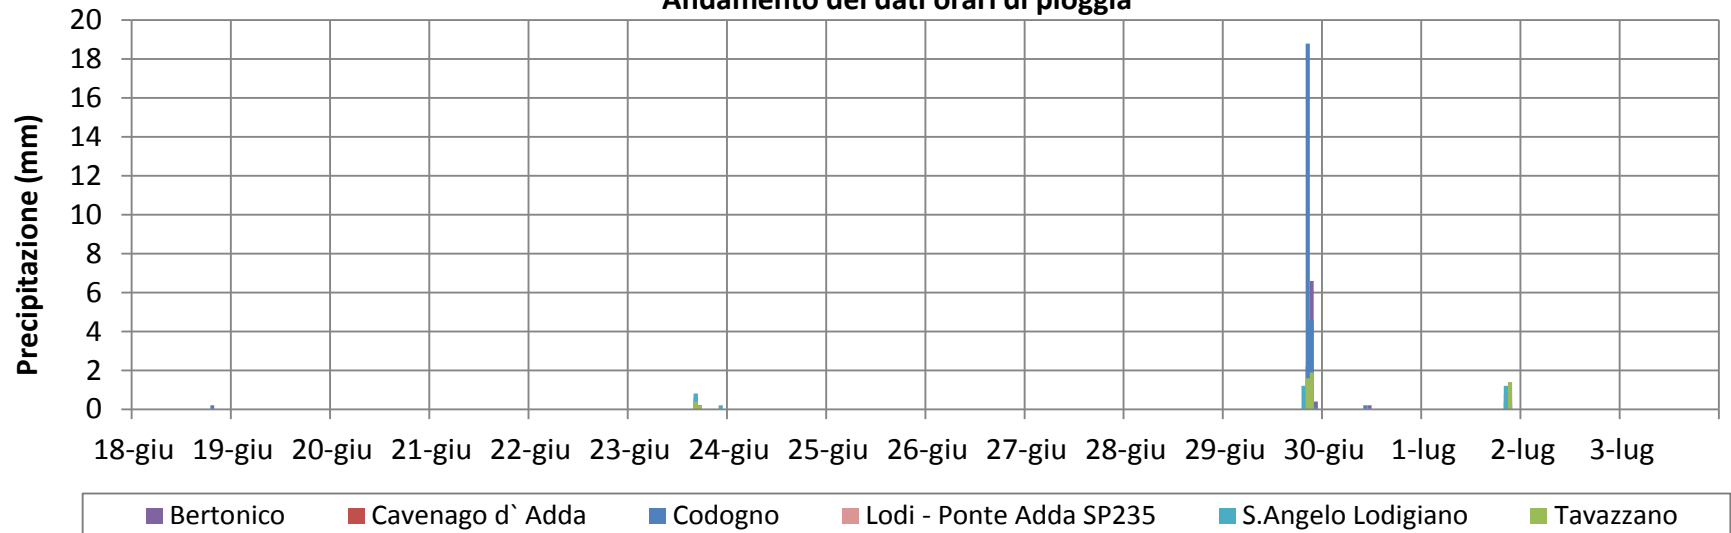 Andamento dei dati orari di pioggia
20
18
16
14
12
10
8
6
4
2
0
Precipitazione (mm)
18-giu 19-giu 20-giu 21-giu 22-giu 23-giu 24-giu 25-giu 26-giu 27-giu 28-giu 29-giu 30-giu 1-lug 2-lug 3-lug
Bertonico Cavenago d` Adda Codogno Lodi - Ponte Adda SP235 S.Angelo Lodigiano Tavazzano